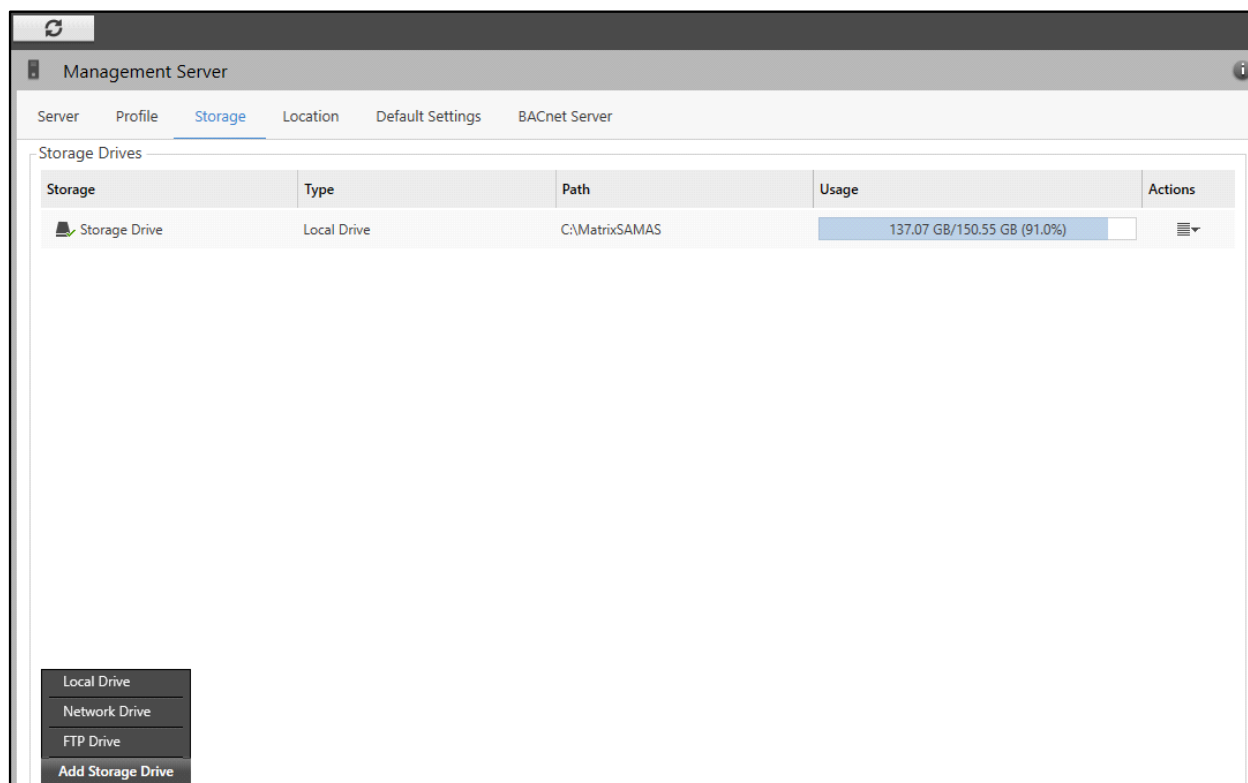 Management Server
Server Profile Storage Location Default Settings BACnet Server
Storage Drives
Storage Type Path Usage Actions
Storage Drive Local Drive C:\MatrixSAMAS 137.07 GB/150.55 GB (91.0%)
Local Drive
Network Drive
FTP Drive
Add Storage Drive